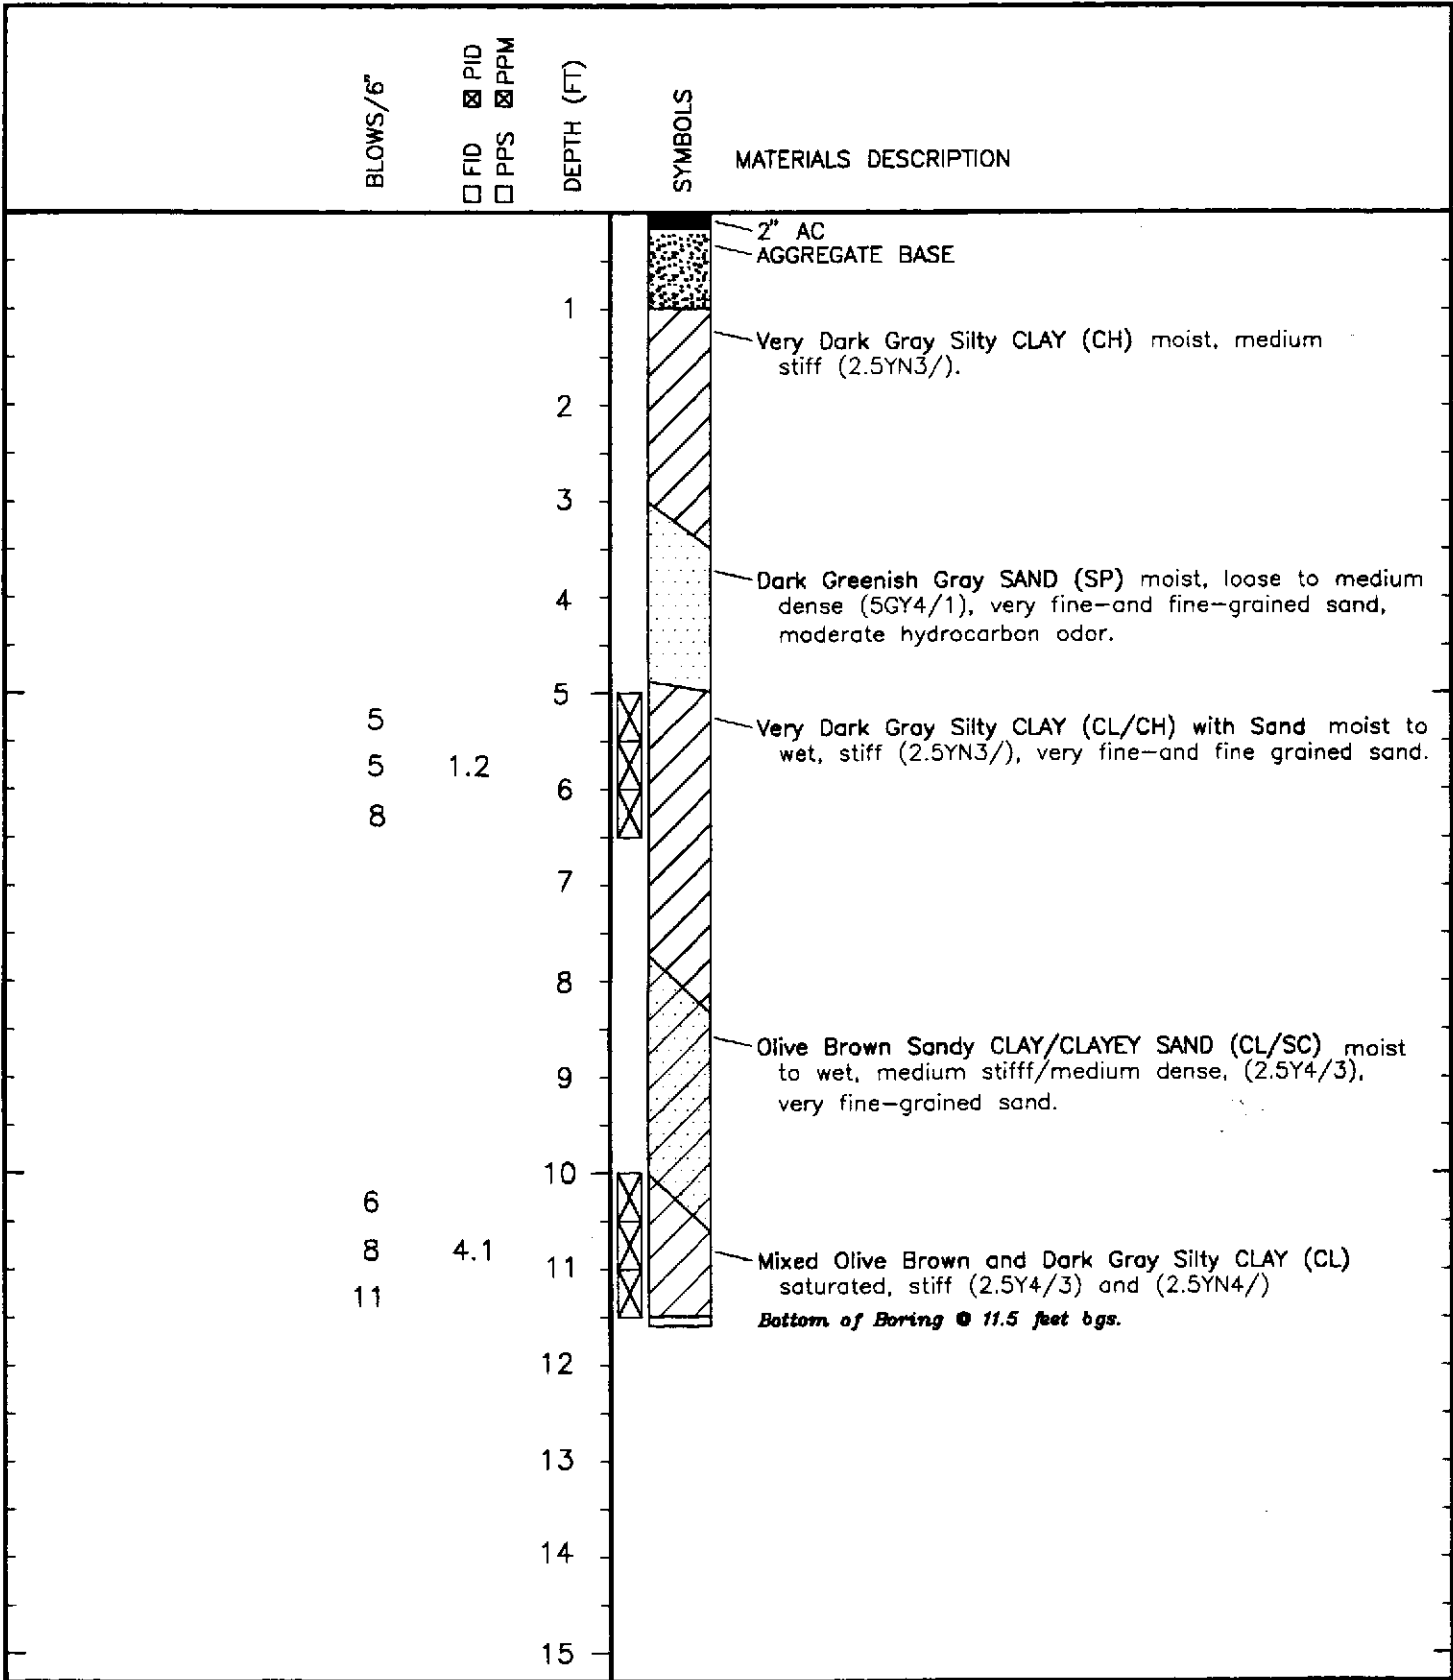 BLOWS/6"
☐ FID ☒ PID
☐ PPS ☒ PPM
DEPTH (FT)
SYMBOLS
MATERIALS DESCRIPTION
2" AC
AGGREGATE BASE
1
Very Dark Gray Silty CLAY (CH) moist, medium
stiff (2.5YN3/).
2
3
Dark Greenish Gray SAND (SP) moist, loose to medium
dense (5GY4/1), very fine-and fine-grained sand,
moderate hydrocarbon odor.
4
5
5
Very Dark Gray Silty CLAY (CL/CH) with Sand moist to
wet, stiff (2.5YN3/), very fine-and fine grained sand.
5 1.2
6
8
7
8
Olive Brown Sandy CLAY/CLAYEY SAND (CL/SC) moist
to wet, medium stifff/medium dense, (2.5Y4/3),
very fine-grained sand.
9
10
6
8 4.1
Mixed Olive Brown and Dark Gray Silty CLAY (CL)
saturated, stiff (2.5Y4/3) and (2.5YN4/)
11
11
Bottom of Boring @ 11.5 feet bgs.
12
13
14
15